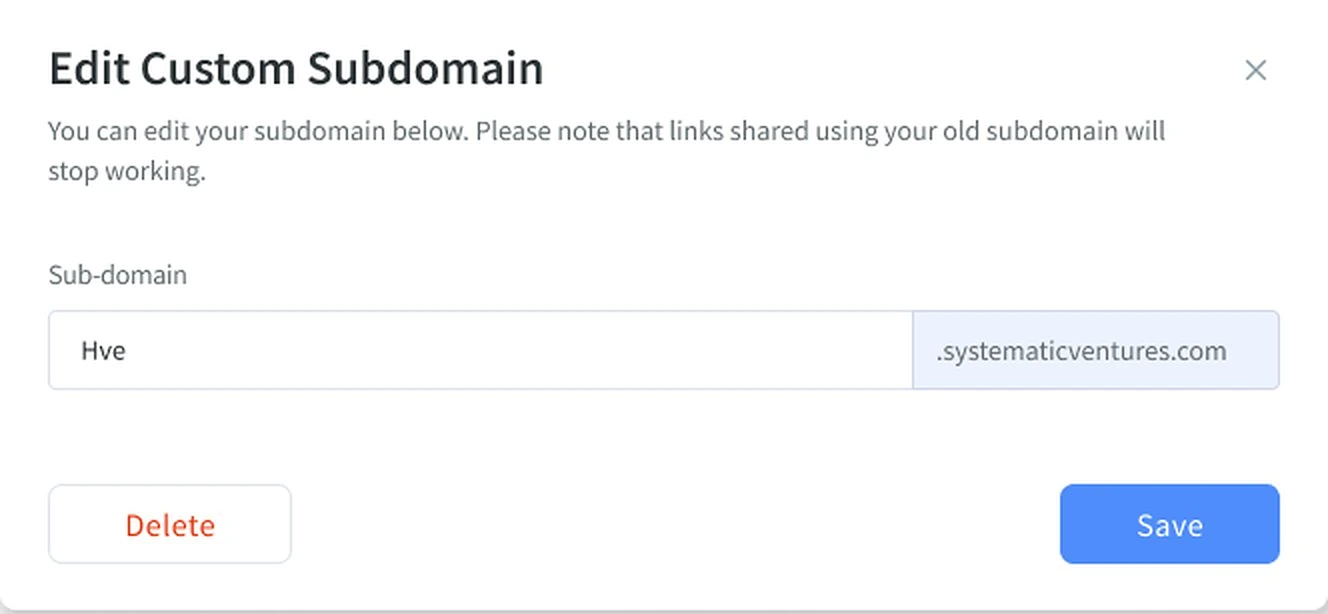 Edit Custom Subdomain
You can edit your subdomain below. Please note that links shared using your old subdomain will
stop working.
Sub-domain
Hve
.systematicventures.com
Delete
Save